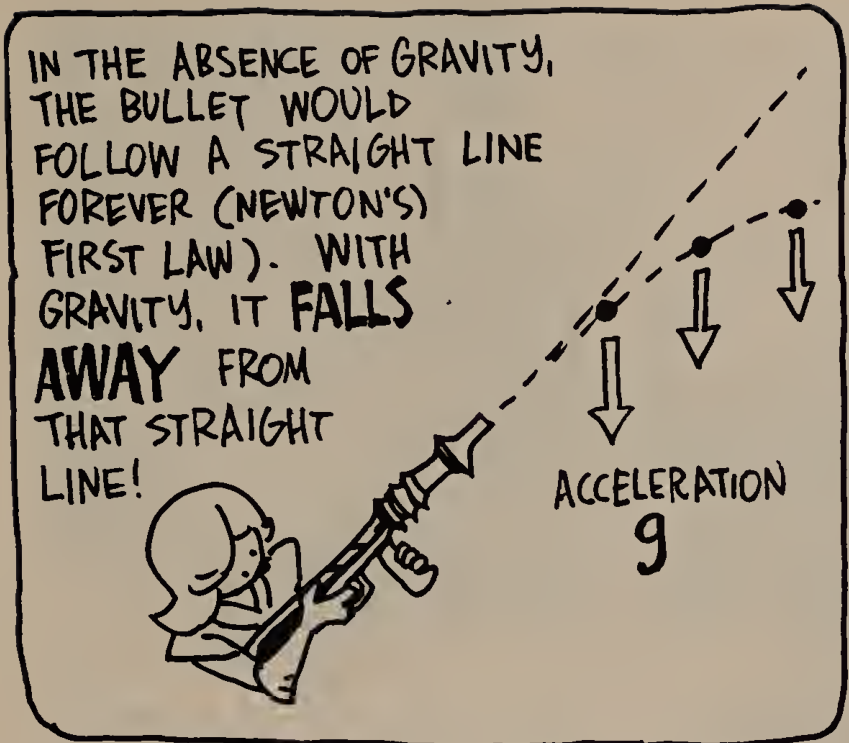 IN THE ABSENCE OF GRAVITY,
THE BULLET WOULD
FOLLOW A STRAIGHT LINE
FOREVER (NEWTON'S)
FIRST LAW). WITH
GRAVITY, IT FALLS
AWAY FROM
THAT STRAIGHT
LINE!
ACCELERATION
g